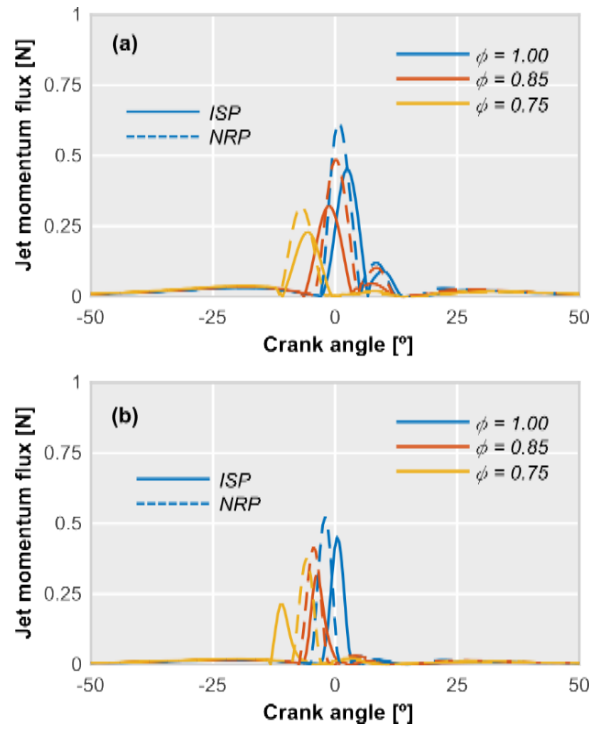 1
(a)
ϕ = 1.00
0.75
ISP
ϕ = 0.85
NRP
ϕ = 0.75
0.5
0.25
0
Jet momentum flux [N]
-50 -25 0 25 50
Crank angle [º]
1
(b)
ϕ = 1.00
0.75
ISP
ϕ = 0.85
NRP
ϕ = 0.75
0.5
0.25
0
Jet momentum flux [N]
-50 -25 0 25 50
Crank angle [º]